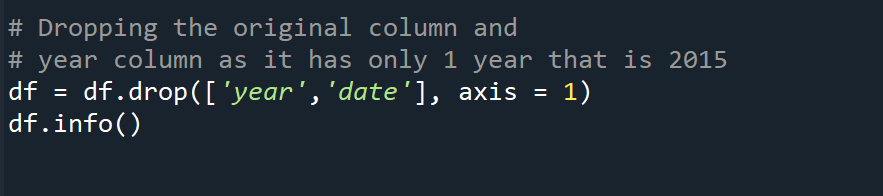 # Dropping the original column and
# year column as it has only 1 year that is 2015
df = df.drop(['year','date'], axis = 1)
df.info()